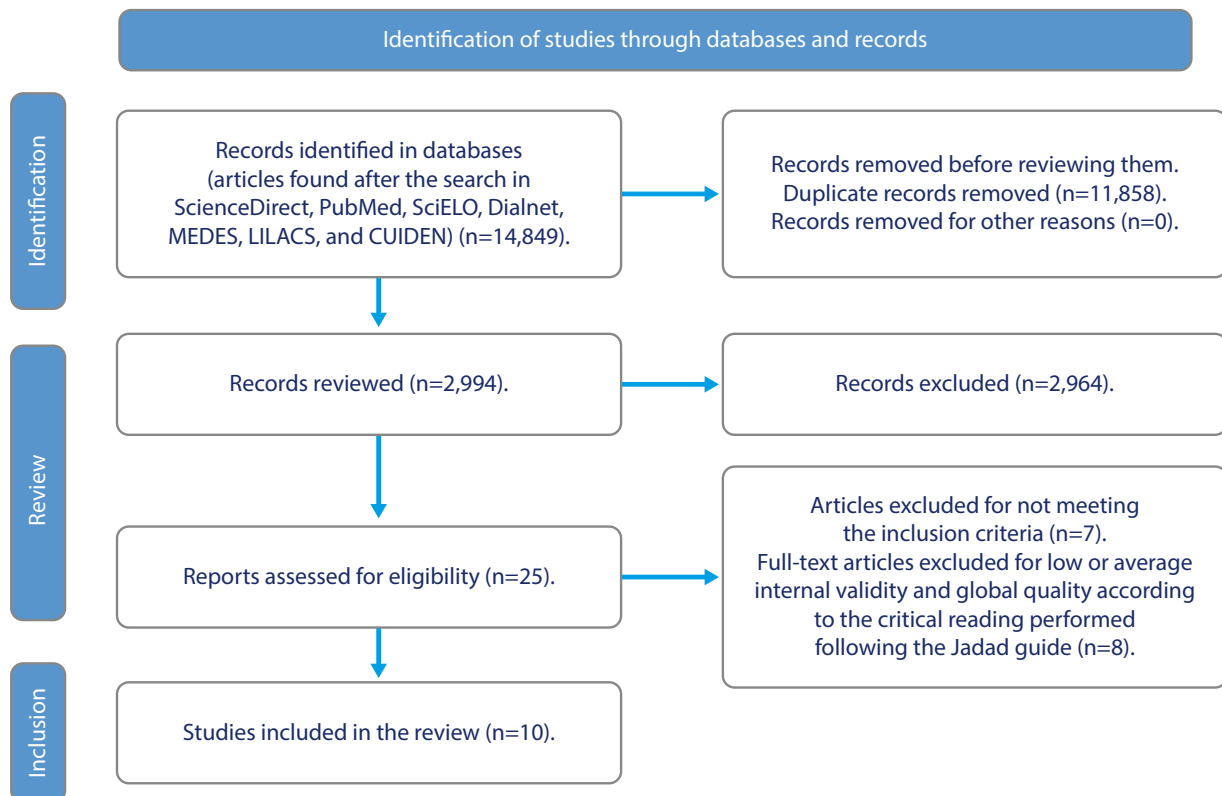 Identification of studies through databases and records
Identification
Records identified in databases
(articles found after the search in
ScienceDirect, PubMed, SciELO, Dialnet,
MEDES, LILACS, and CUIDEN) (n=14,849).
Records removed before reviewing them.
Duplicate records removed (n=11,858).
Records removed for other reasons (n=0).
Review
Records reviewed (n=2,994).
Records excluded (n=2,964).
Reports assessed for eligibility (n=25).
Articles excluded for not meeting
the inclusion criteria (n=7).
Full-text articles excluded for low or average
internal validity and global quality according
to the critical reading performed
following the Jadad guide (n=8).
Inclusion
Studies included in the review (n=10).